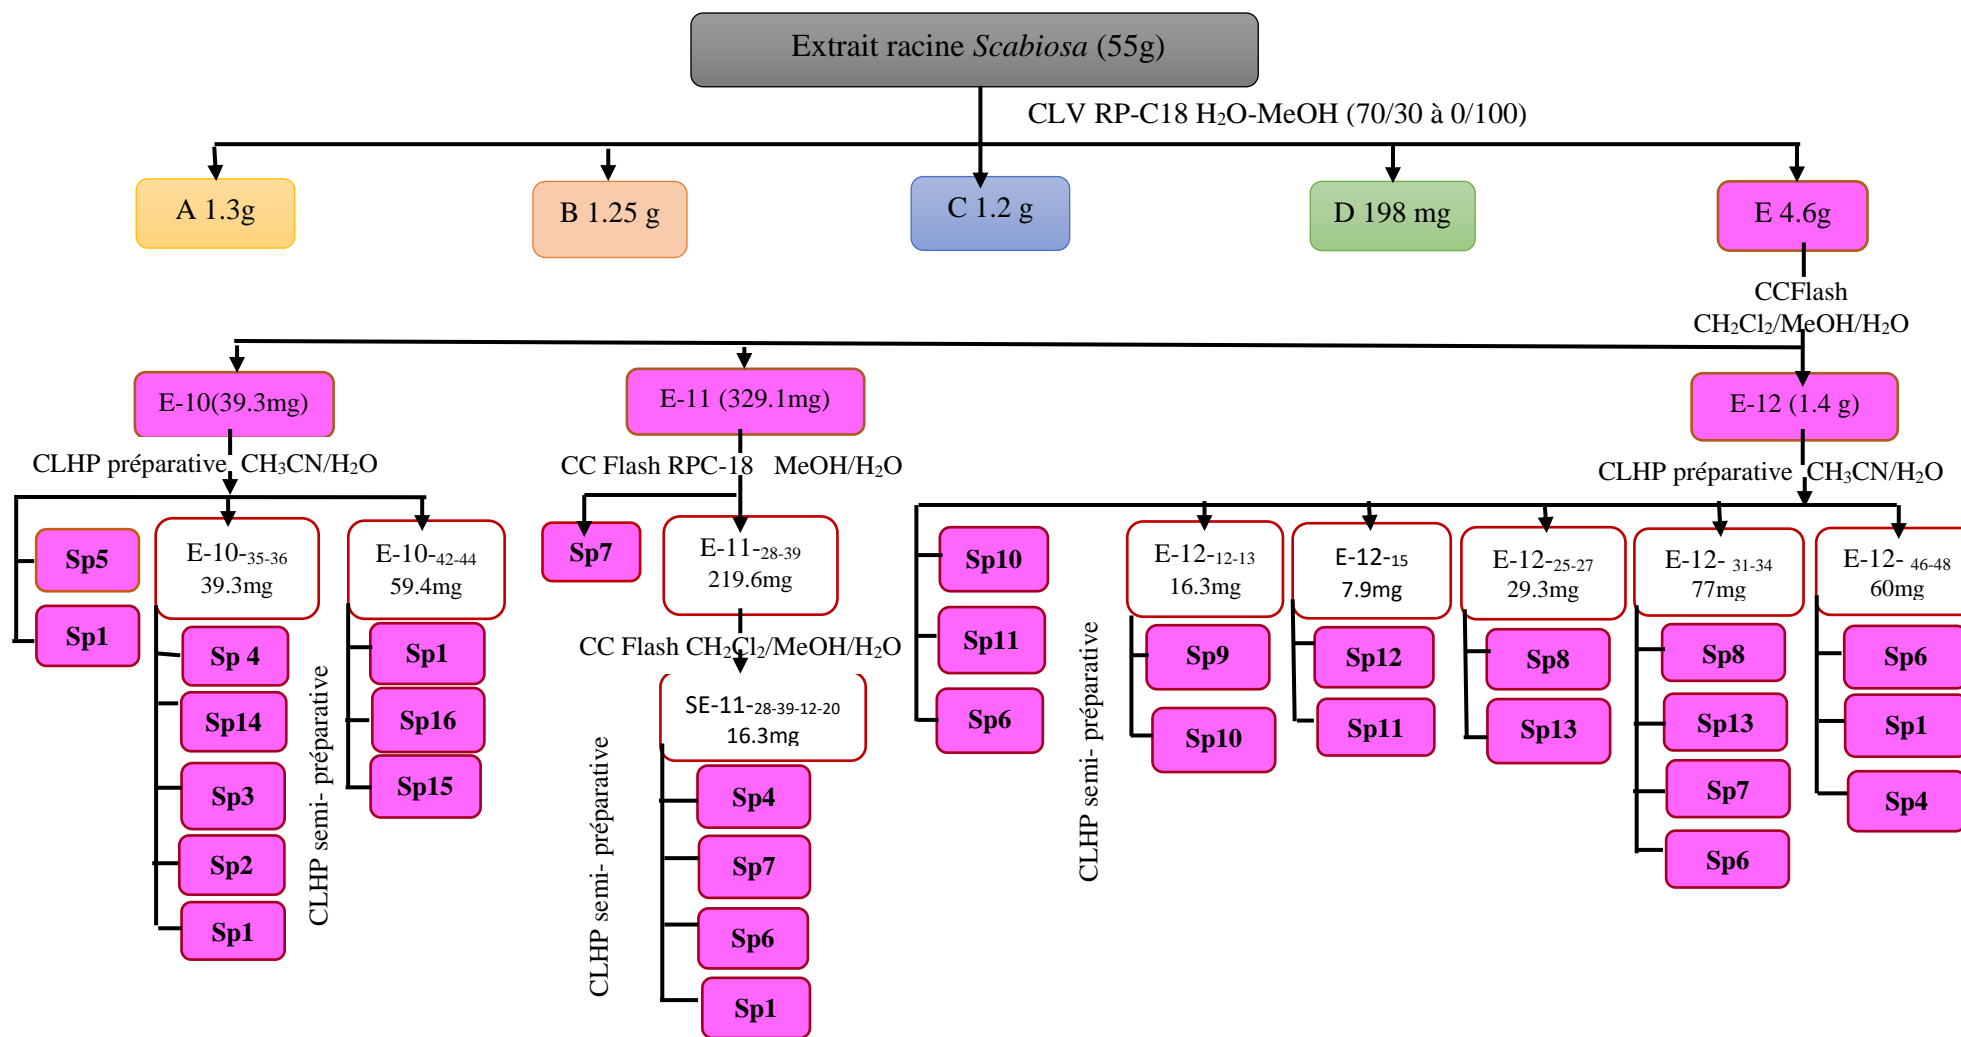 Extrait racine Scabiosa (55g)
CLV RP-C18 H₂O-MeOH (70/30 à 0/100)
A 1.3g
B 1.25 g
C 1.2 g
D 198 mg
E 4.6g
CCFlash
CH₂Cl₂/MeOH/H₂O
E-10(39.3mg)
E-11 (329.1mg)
E-12 (1.4 g)
CLHP préparative CH₃CN/H₂O
CC Flash RPC-18 MeOH/H₂O
CLHP préparative CH₃CN/H₂O
Sp5
Sp1
E-10-₃₅₋₃₆
39.3mg
Sp 4
Sp14
Sp3
Sp2
Sp1
CLHP semi- préparative
E-10-₄₂₋₄₄
59.4mg
Sp1
Sp16
Sp15
Sp7
E-11-₂₈₋₃₉
219.6mg
CC Flash CH₂Cl₂/MeOH/H₂O
SE-11-₂₈₋₃₉₋₁₂₋₂₀
16.3mg
CLHP semi- préparative
Sp4
Sp7
Sp6
Sp1
Sp10
Sp11
Sp6
CLHP semi- préparative
E-12-₁₂₋₁₃
16.3mg
Sp9
Sp10
E-12-₁₅
7.9mg
Sp12
Sp11
E-12-₂₅₋₂₇
29.3mg
Sp8
Sp13
E-12- ₃₁₋₃₄
77mg
Sp8
Sp13
Sp7
Sp6
E-12- ₄₆₋₄₈
60mg
Sp6
Sp1
Sp4